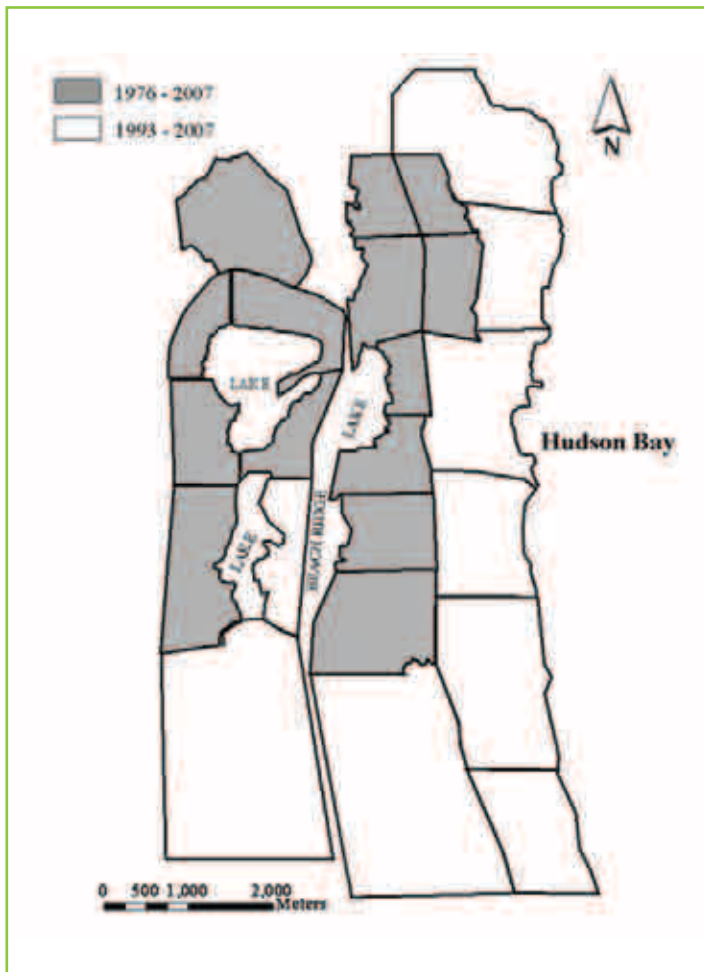 1976 - 2007
1993 - 2007
N
LAKE
LAKE
Hudson Bay
BEACH RIDGE
LAKE
0 500 1,000 2,000
Meters